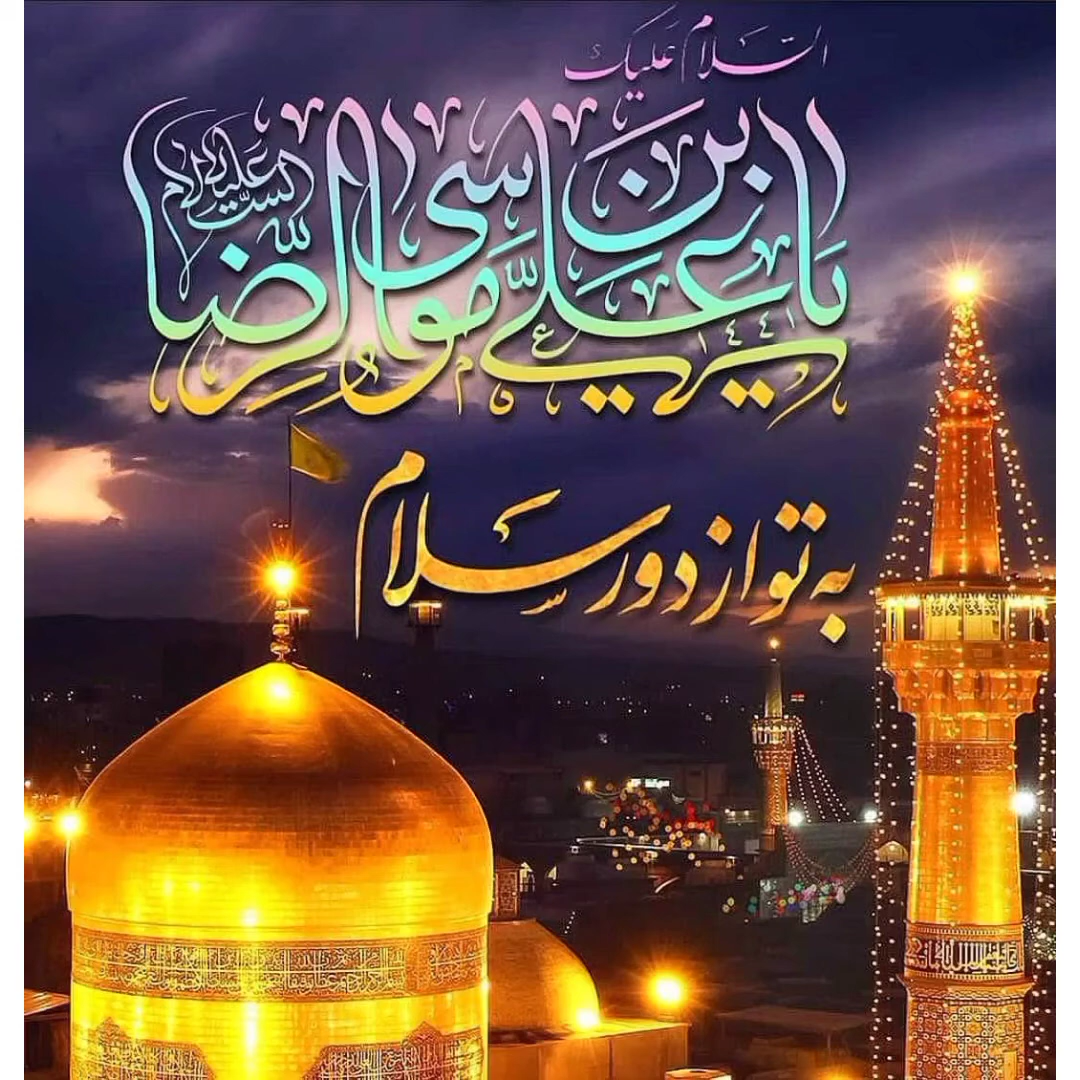 السلام علیک
یا علی بن موسی الرضا علیه السلام
به تو از دور سلام